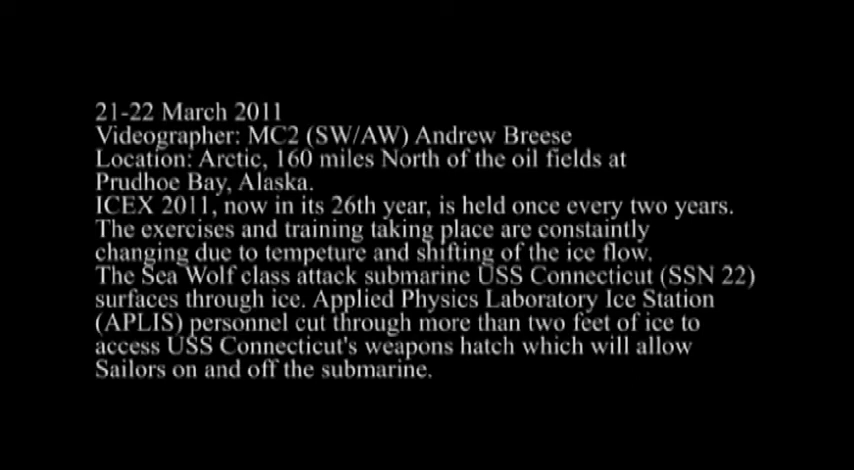 21-22 March 2011
Videographer: MC2 (SW/AW) Andrew Breese
Location: Arctic, 160 miles North of the oil fields at
Prudhoe Bay, Alaska.
ICEX 2011, now in its 26th year, is held once every two years.
The exercises and training taking place are constaintly
changing due to tempeture and shifting of the ice flow.
The Sea Wolf class attack submarine USS Connecticut (SSN 22)
surfaces through ice. Applied Physics Laboratory Ice Station
(APLIS) personnel cut through more than two feet of ice to
access USS Connecticut's weapons hatch which will allow
Sailors on and off the submarine.